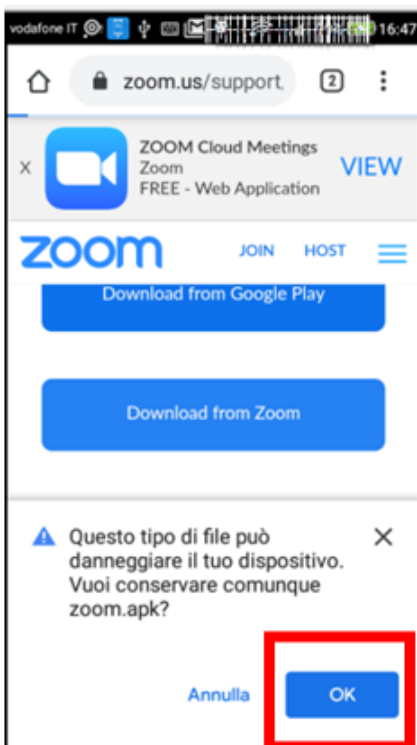 vodafone IT 16:47
zoom.us/support 2
ZOOM Cloud Meetings
X Zoom VIEW
FREE - Web Application
zoom JOIN HOST
Download from Google Play
Download from Zoom
Questo tipo di file può
danneggiare il tuo dispositivo.
Vuoi conservare comunque
zoom.apk?
Annulla OK